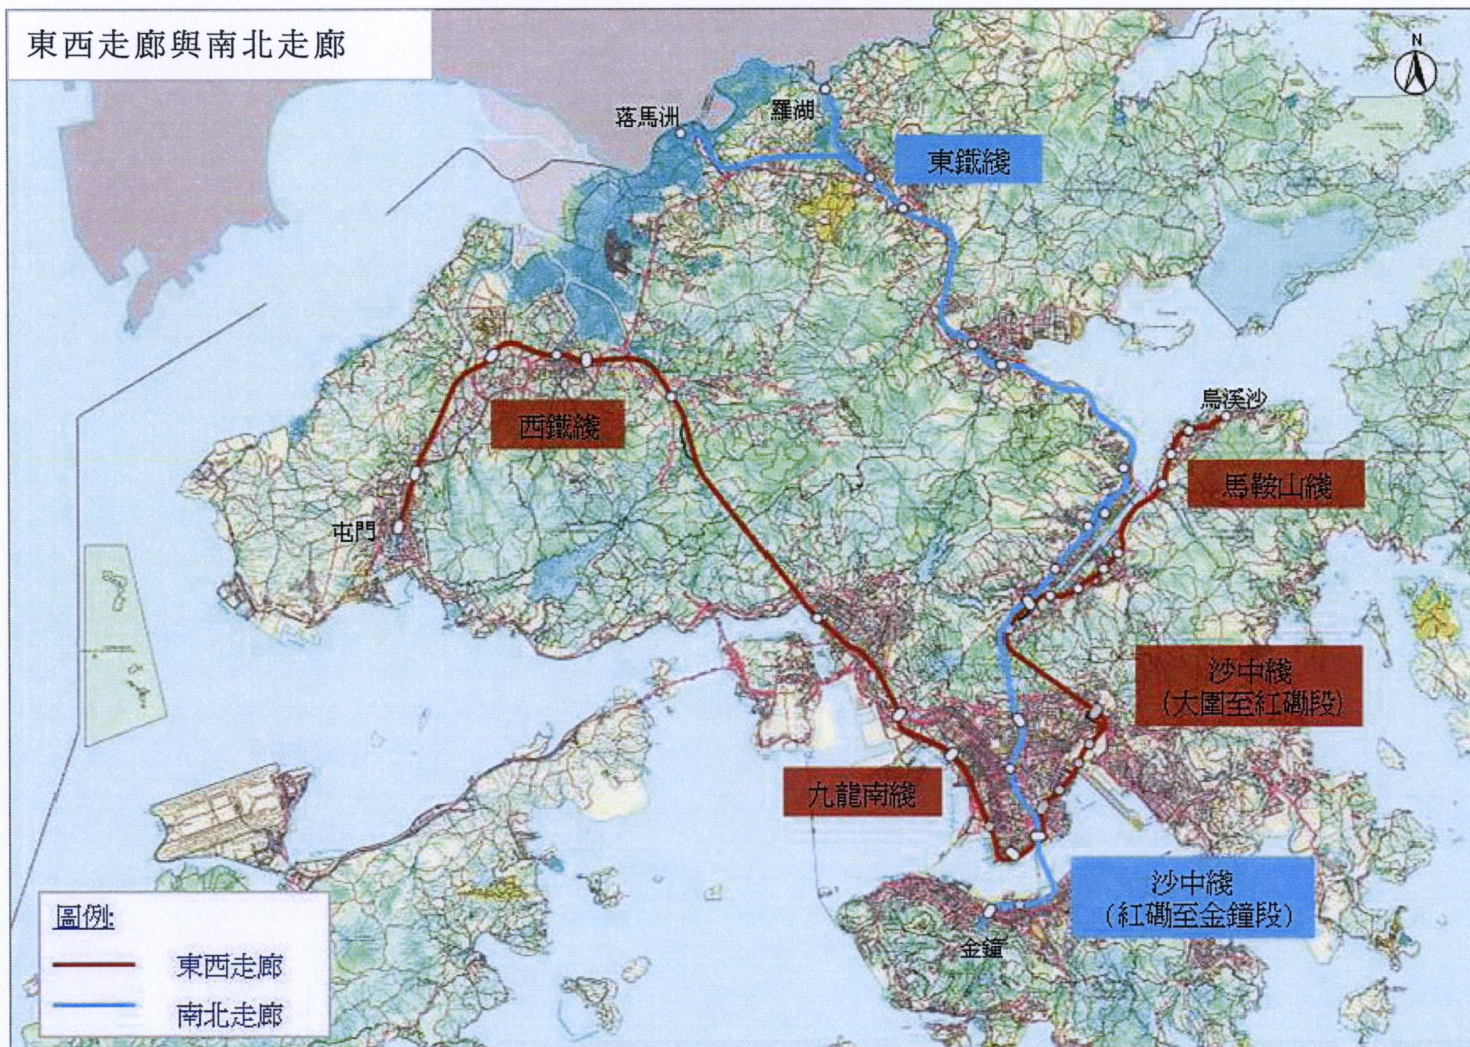 東西走廊與南北走廊
N
落馬洲
羅湖
東鐵綫
烏溪沙
西鐵綫
馬鞍山綫
屯門
沙中綫
(大圍至紅磡段)
九龍南綫
沙中綫
(紅磡至金鐘段)
金鐘
圖例:
東西走廊
南北走廊